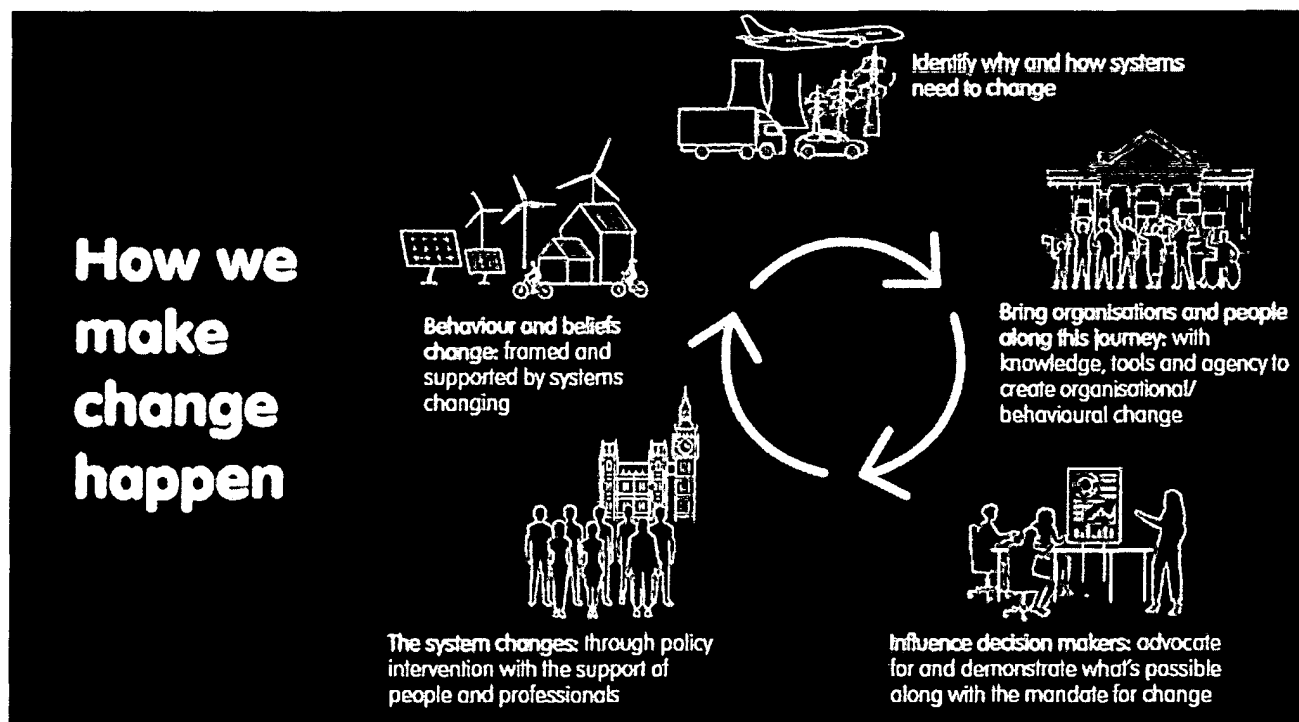 How we
make
change
happen
Identify why and how systems
need to change
Bring organisations and people
along this journey: with
knowledge, tools and agency to
create organisational/
behavioural change
Influence decision makers: advocate
for and demonstrate what's possible
along with the mandate for change
The system changes: through policy
intervention with the support of
people and professionals
Behaviour and beliefs
change: framed and
supported by systems
changing